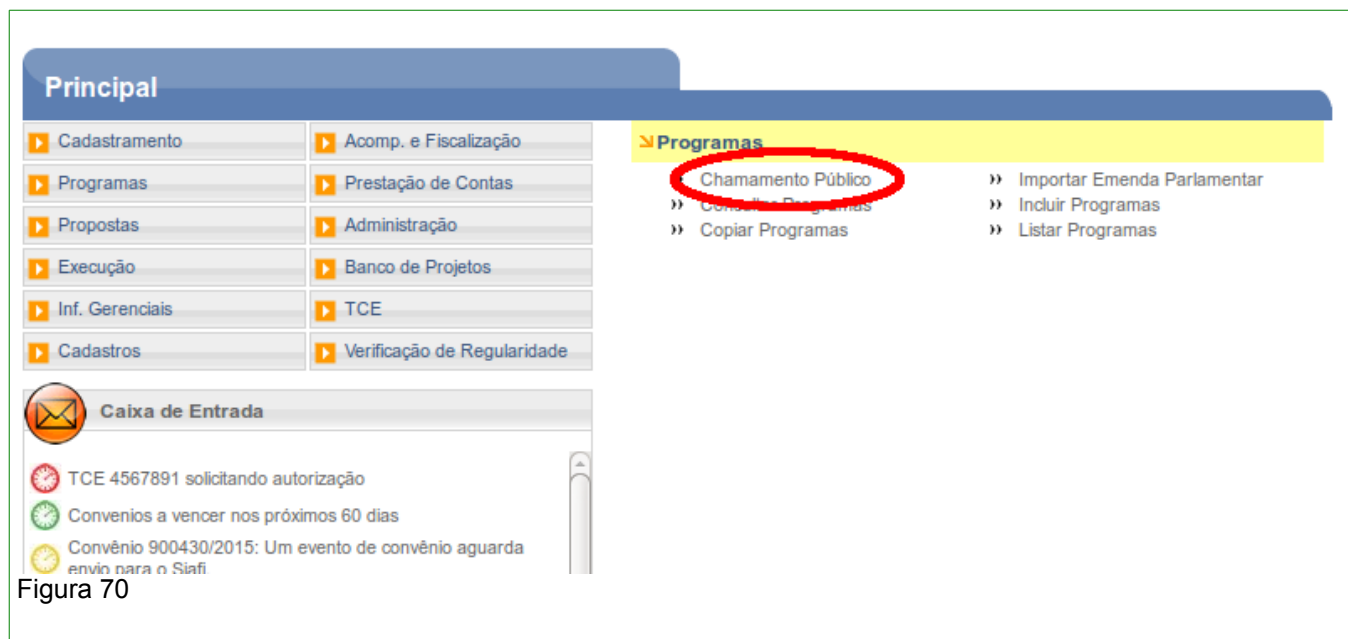 Principal
Cadastramento
Acomp. e Fiscalização
Programas
Prestação de Contas
Propostas
Administração
Execução
Banco de Projetos
Inf. Gerenciais
TCE
Cadastros
Verificação de Regularidade
Programas
Chamamento Público
Importar Emenda Parlamentar
Consultar Programas
Incluir Programas
Copiar Programas
Listar Programas
Caixa de Entrada
TCE 4567891 solicitando autorização
Convenios a vencer nos próximos 60 dias
Convênio 900430/2015: Um evento de convênio aguarda
envio para o Siafi.
Figura 70